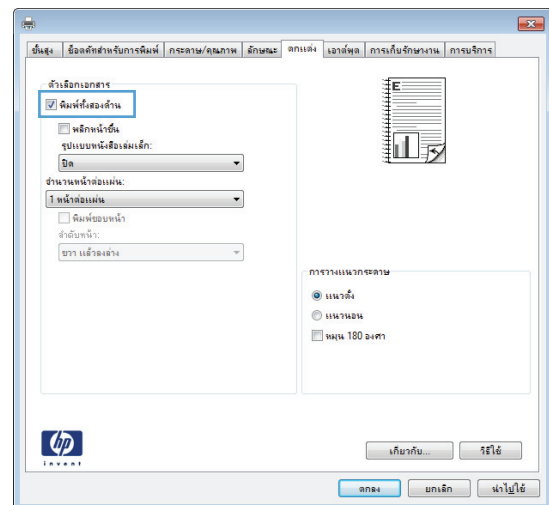 ขั้นสูง ช็อตคัทสำหรับการพิมพ์ กระดาษ/คุณภาพ ลักษณะ ตกแต่ง เอาต์พุต การเก็บรักษางาน การบริการ
ตัวเลือกเอกสาร
พิมพ์ทั้งสองด้าน
พลิกหน้าขึ้น
รูปแบบหนังสือเล่มเล็ก:
ปิด
จำนวนหน้าต่อแผ่น:
1 หน้าต่อแผ่น
พิมพ์ขอบหน้า
ลำดับหน้า:
ขวา แล้วลงล่าง
E
การวางแนวกระดาษ
แนวตั้ง
แนวนอน
หมุน 180 องศา
hp
invent
เกี่ยวกับ... วิธีใช้
ตกลง ยกเลิก นำไปใช้